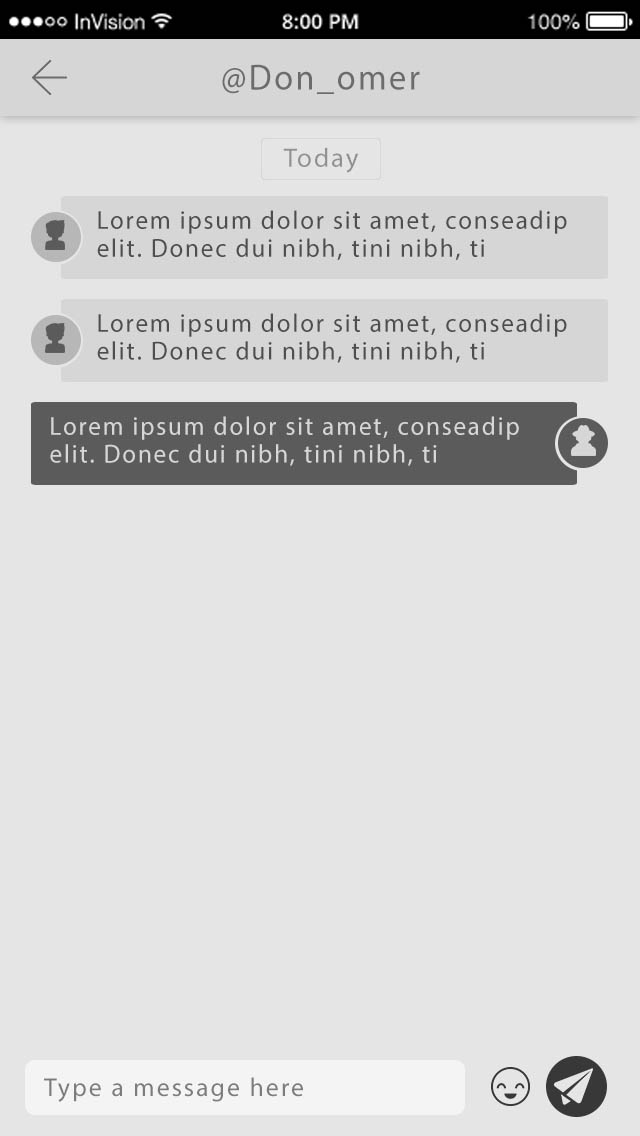 InVision 8:00 PM 100%
@Don_omer
Today
Lorem ipsum dolor sit amet, conseadip
elit. Donec dui nibh, tini nibh, ti
Lorem ipsum dolor sit amet, conseadip
elit. Donec dui nibh, tini nibh, ti
Lorem ipsum dolor sit amet, conseadip
elit. Donec dui nibh, tini nibh, ti
Type a message here